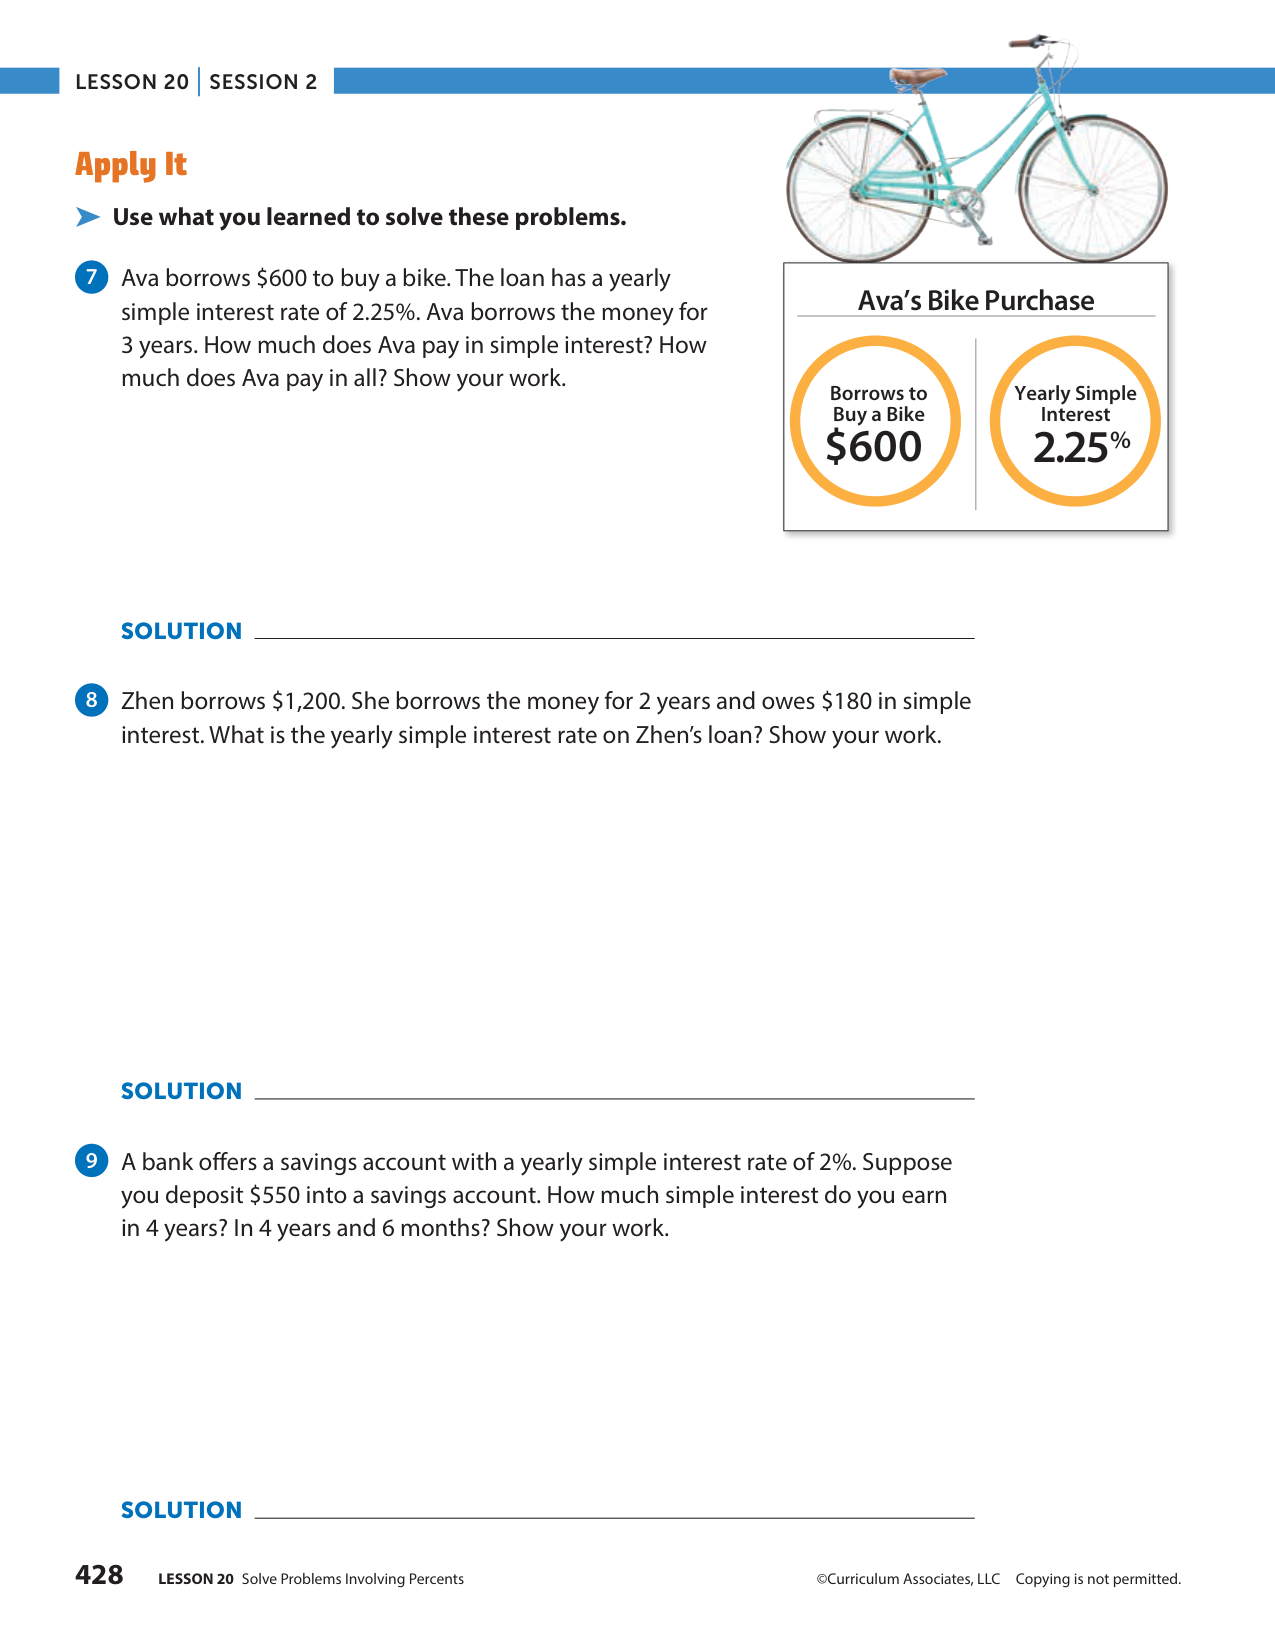 LESSON 20 | SESSION 2
Apply It
Use what you learned to solve these problems.
7 Ava borrows $600 to buy a bike. The loan has a yearly
simple interest rate of 2.25%. Ava borrows the money for
3 years. How much does Ava pay in simple interest? How
much does Ava pay in all? Show your work.
Ava’s Bike Purchase
Borrows to
Buy a Bike
$600
Yearly Simple
Interest
2.25%
SOLUTION
8 Zhen borrows $1,200. She borrows the money for 2 years and owes $180 in simple
interest. What is the yearly simple interest rate on Zhen’s loan? Show your work.
SOLUTION
9 A bank offers a savings account with a yearly simple interest rate of 2%. Suppose
you deposit $550 into a savings account. How much simple interest do you earn
in 4 years? In 4 years and 6 months? Show your work.
SOLUTION
428 LESSON 20 Solve Problems Involving Percents
©Curriculum Associates, LLC Copying is not permitted.